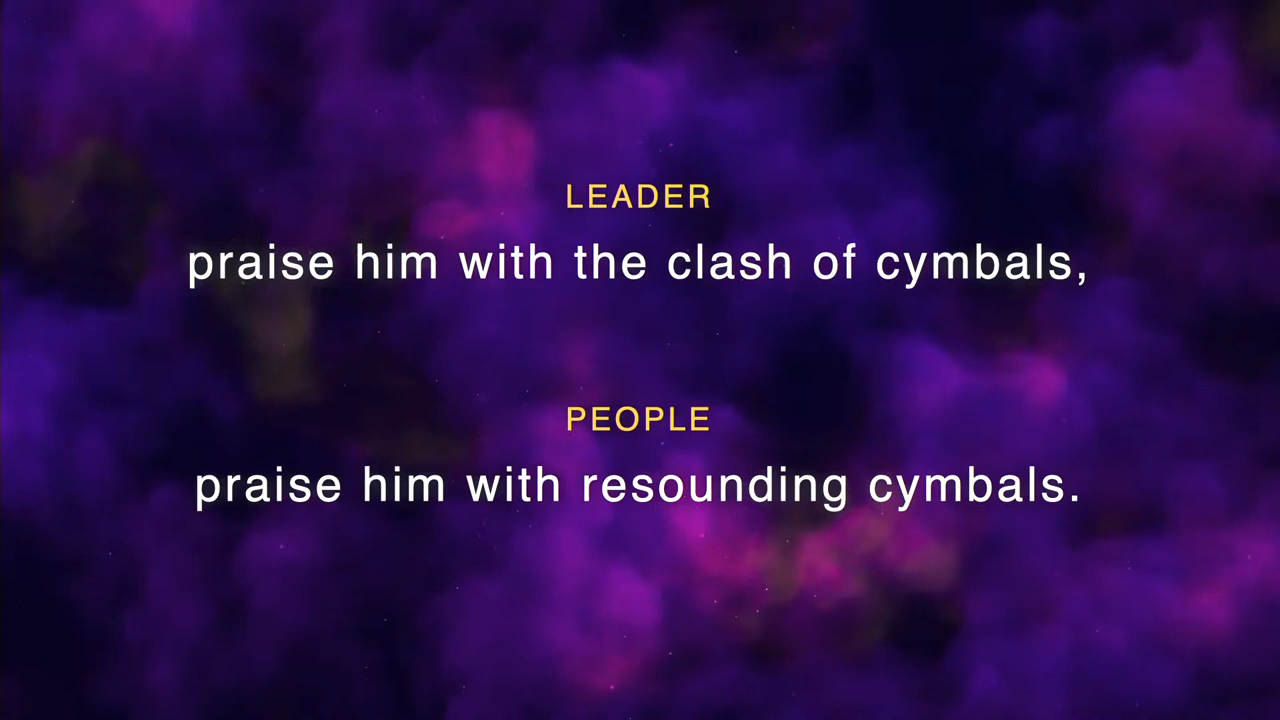 LEADER
praise him with the clash of cymbals,
PEOPLE
praise him with resounding cymbals.